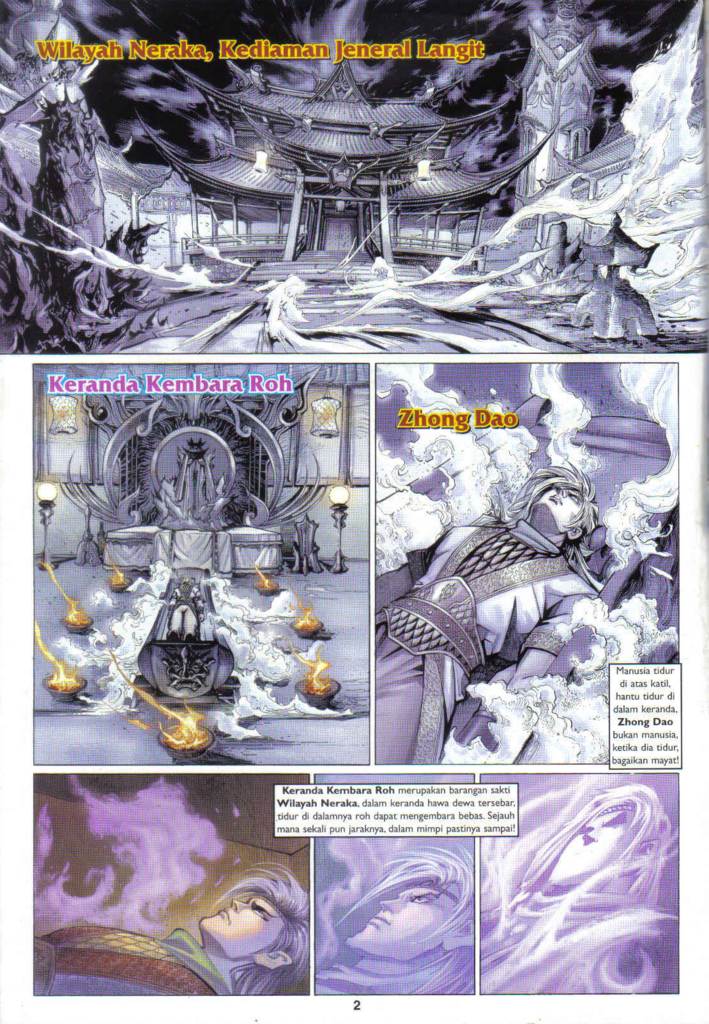 Wilayah Neraka, Kediaman Jeneral Langit
Keranda Kembara Roh
Zhong Dao
Manusia tidur
di atas katil,
hantu tidur di
dalam keranda,
Zhong Dao
bukan manusia,
ketika dia tidur,
bagaikan mayat!
Keranda Kembara Roh merupakan barangan sakti
Wilayah Neraka, dalam keranda hawa dewa tersebar,
tidur di dalamnya roh dapat mengembara bebas. Sejauh
mana sekali pun jaraknya, dalam mimpi pastinya sampai!
2